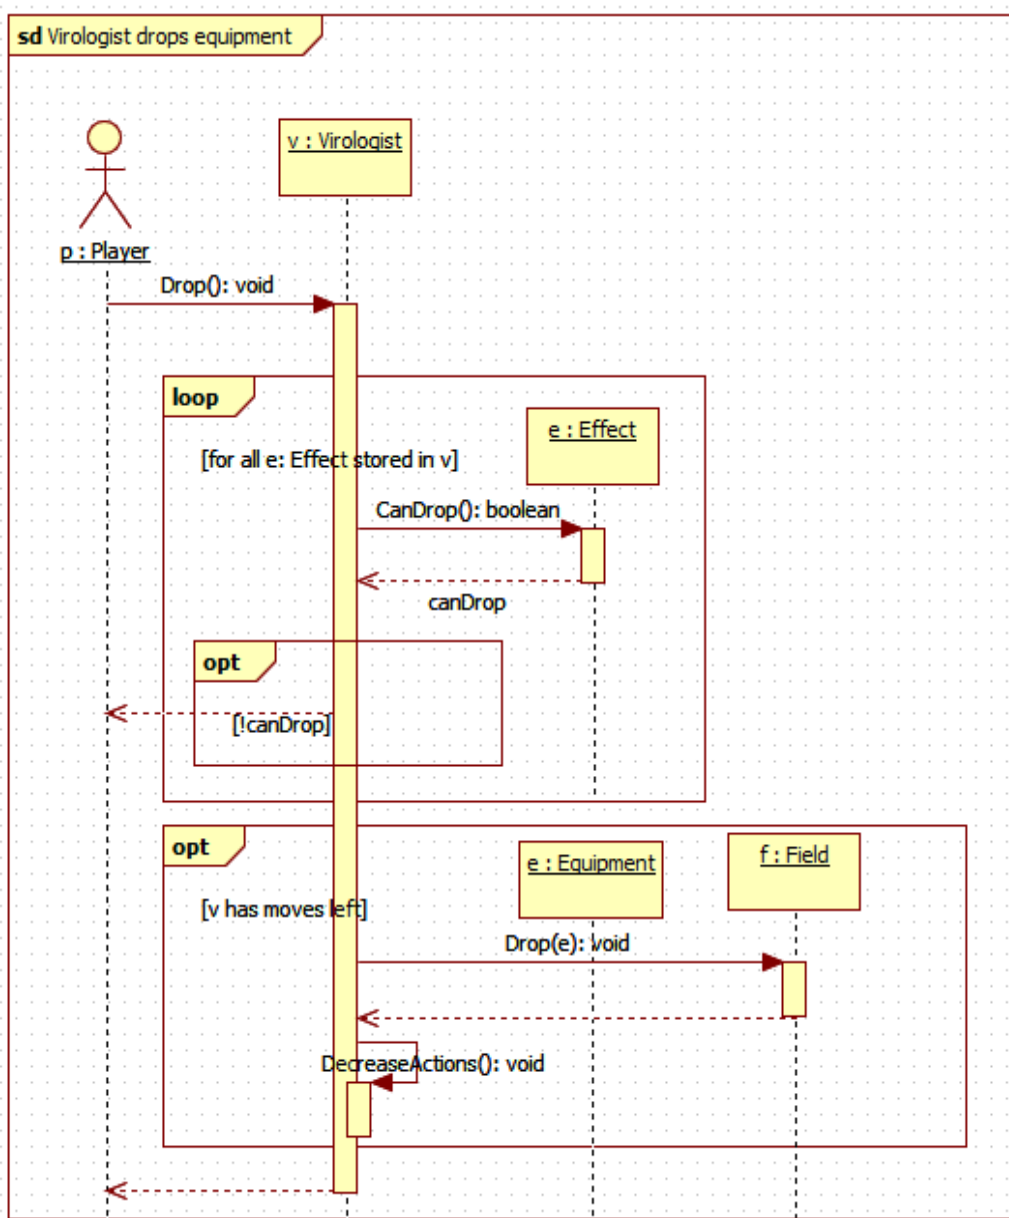 sd Virologist drops equipment
v : Virologist
p : Player
Drop(): void
loop
e : Effect
[for all e: Effect stored in v]
CanDrop(): boolean
canDrop
opt
[!canDrop]
opt
e : Equipment
f : Field
[v has moves left]
Drop(e): void
DecreaseActions(): void